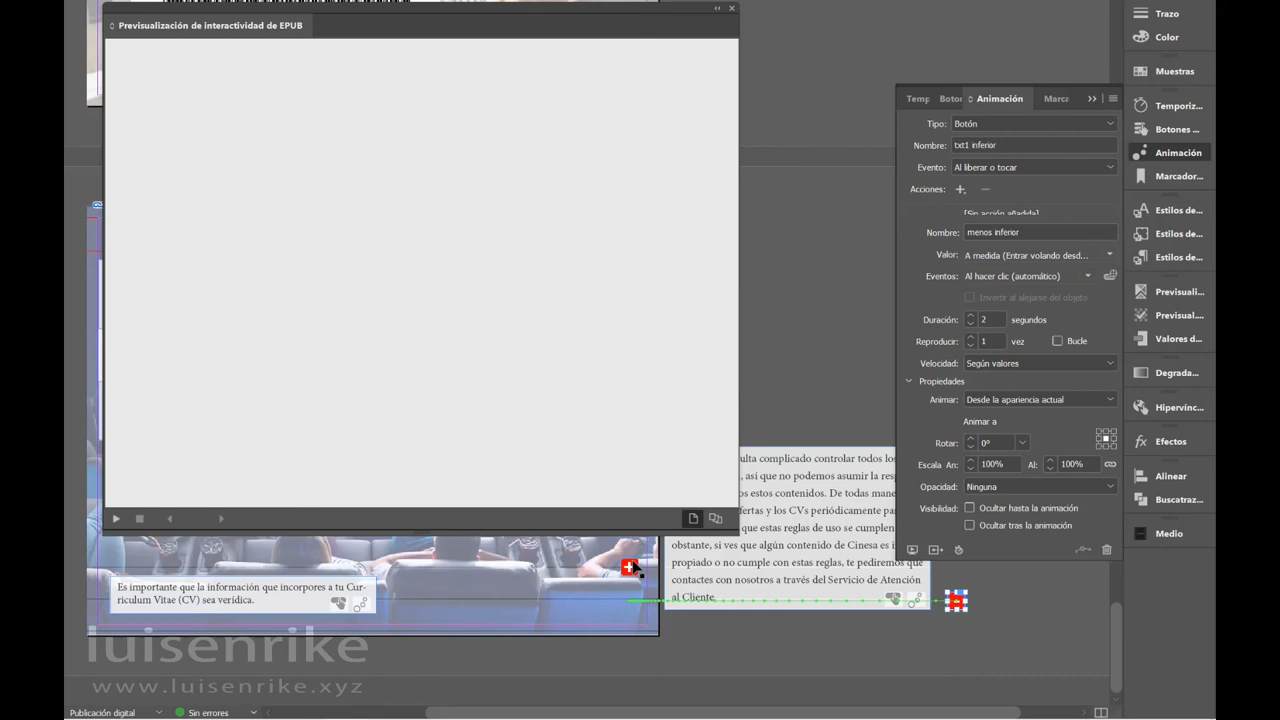 Previsualización de interactividad de EPUB
Es importante que la información que incorpores a tu Cur-
riculum Vitae (CV) sea verídica.
ulta complicado controlar todos los
, así que no podemos asumir la res
os estos contenidos. De todas mane
fertas y los CVs periódicamente pa
que estas reglas de uso se cumplen
obstante, si ves que algún contenido de Cinesa es i
propiado o no cumple con estas reglas, te pediremos que
contactes con nosotros a través del Servicio de Atención
al Cliente.
Temp
Boto
Animación
Marca
Tipo: Botón
Nombre: txt1 inferior
Evento: Al liberar o tocar
Acciones:
[Sin acción añadida]
Nombre: menos inferior
Valor: A medida (Entrar volando desd...
Eventos: Al hacer clic (automático)
Invertir al alejarse del objeto
Duración: 2 segundos
Reproducir: 1 vez Bucle
Velocidad: Según valores
Propiedades
Animar: Desde la apariencia actual
Animar a
Rotar: 0°
Escala An: 100% Al: 100%
Opacidad: Ninguna
Visibilidad: Ocultar hasta la animación
Ocultar tras la animación
Trazo
Color
Muestras
Temporiz...
Botones ...
Animación
Marcador...
Estilos de...
Estilos de...
Estilos de...
Previsuali...
Previsual...
Valores d...
Degrada...
Hipervínc...
Efectos
Alinear
Buscatraz...
Medio
luisenrike
www.luisenrike.xyz
Publicación digital
Sin errores